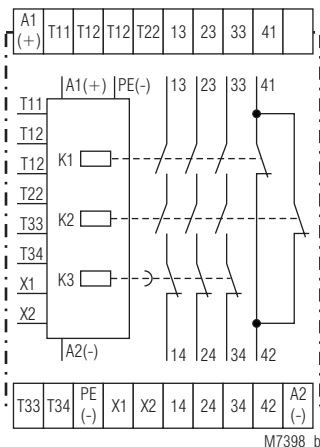 A1 (+) T11 T12 T12 T22 13 23 33 41
A1(+) PE(-) 13 23 33 41
T11
T12
T12
T22
T33
T34
X1
X2
K1
K2
K3
A2(-) 14 24 34 42
T33 T34 PE (-) X1 X2 14 24 34 42 A2 (-)
M7398_b